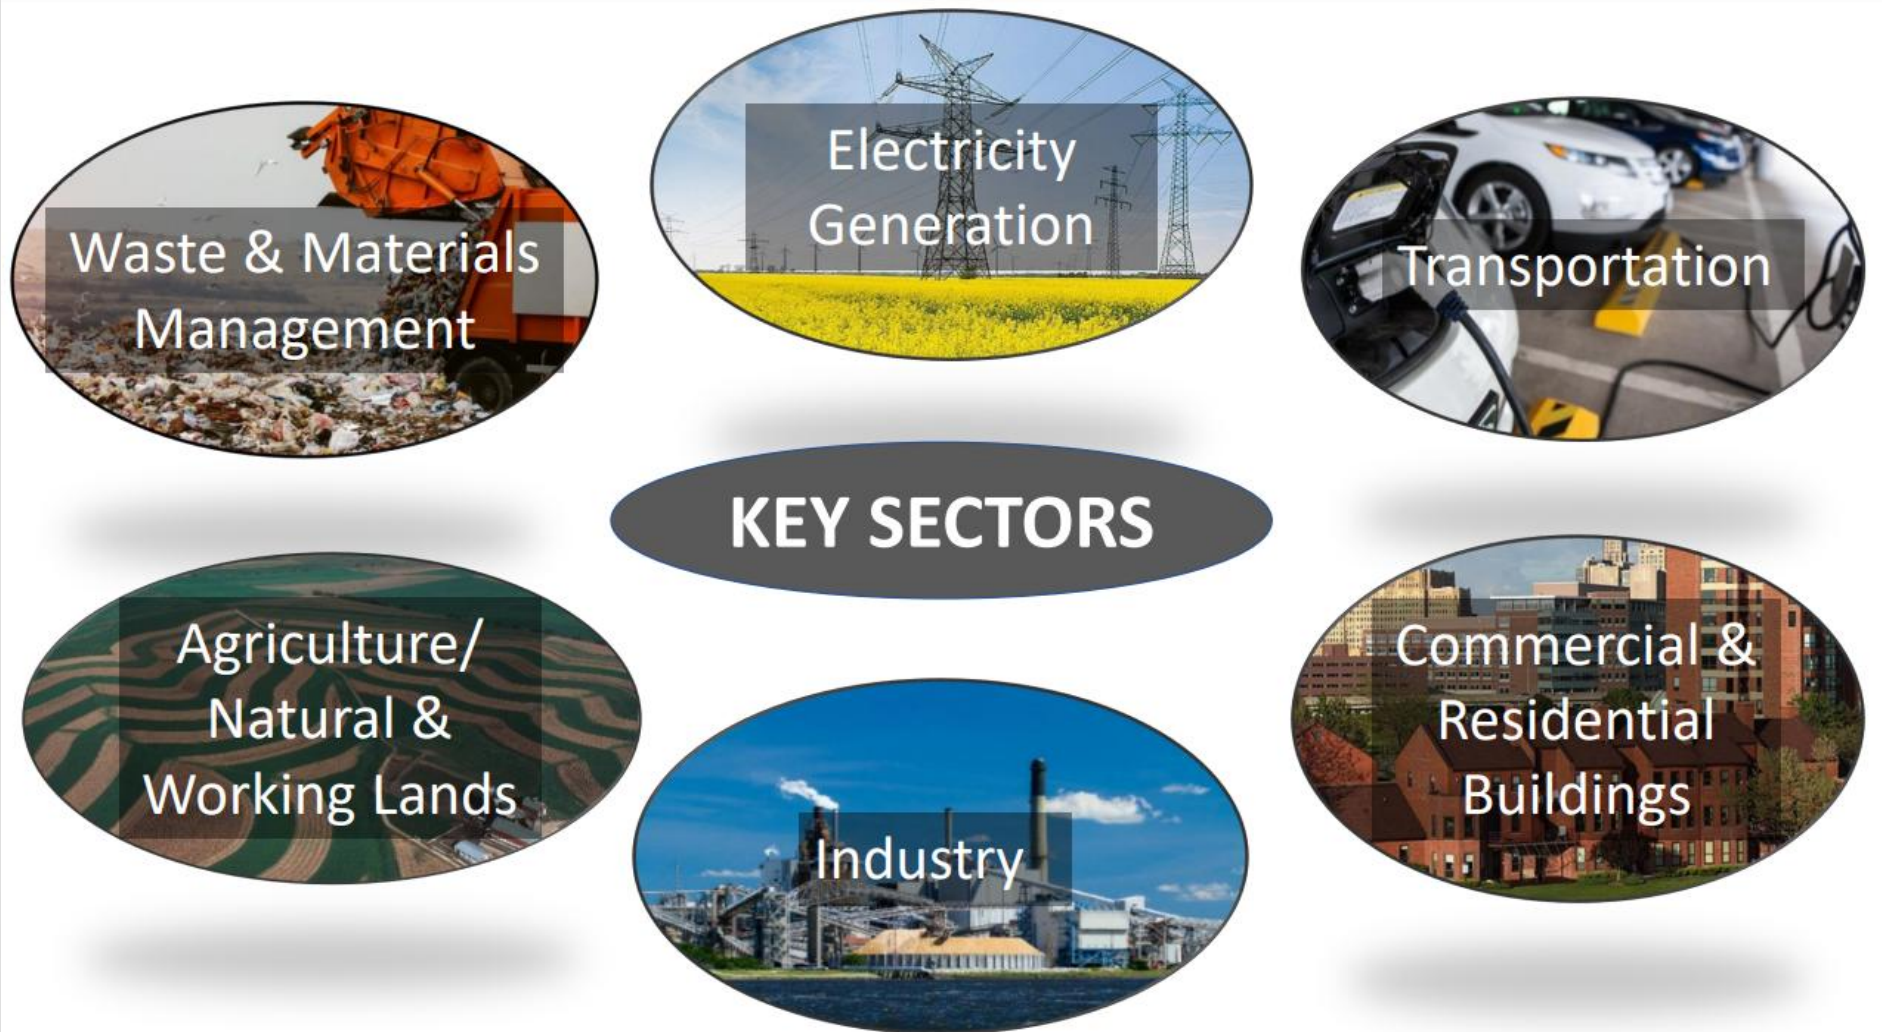 Electricity
Generation
Waste & Materials
Management
Transportation
KEY SECTORS
Agriculture/
Natural &
Working Lands
Commercial &
Residential
Buildings
Industry